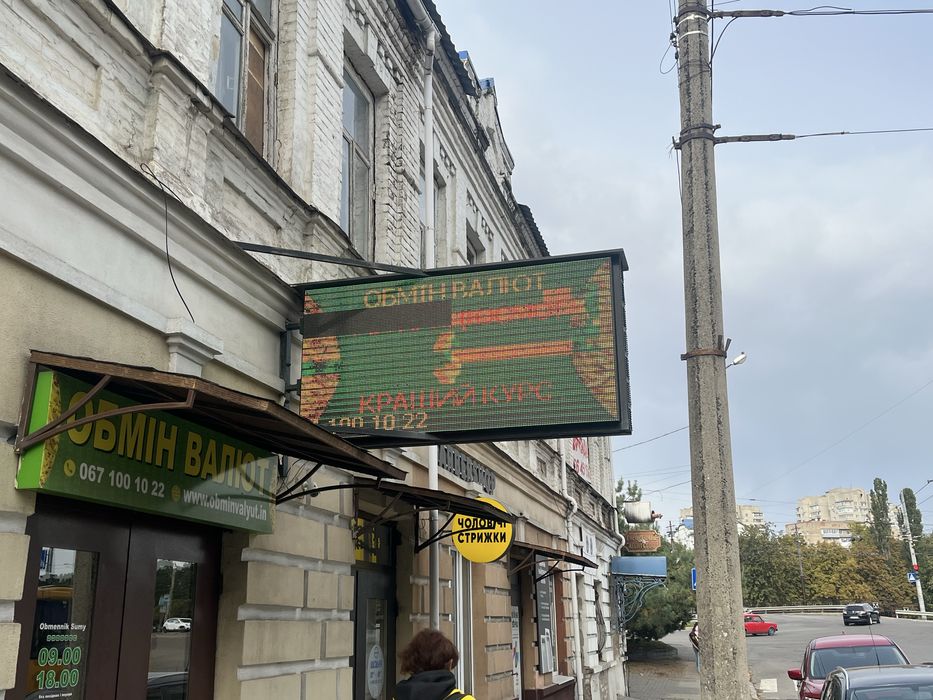 ОБМІН ВАЛЮТ
КРАЩИЙ КУРС
100 10 22
ОБМІН ВАЛЮТ
067 100 10 22
www.obminvalyut.in
ЧОЛОВІЧІ
СТРИЖКИ
Obmennik Sumy
09.00
18.00